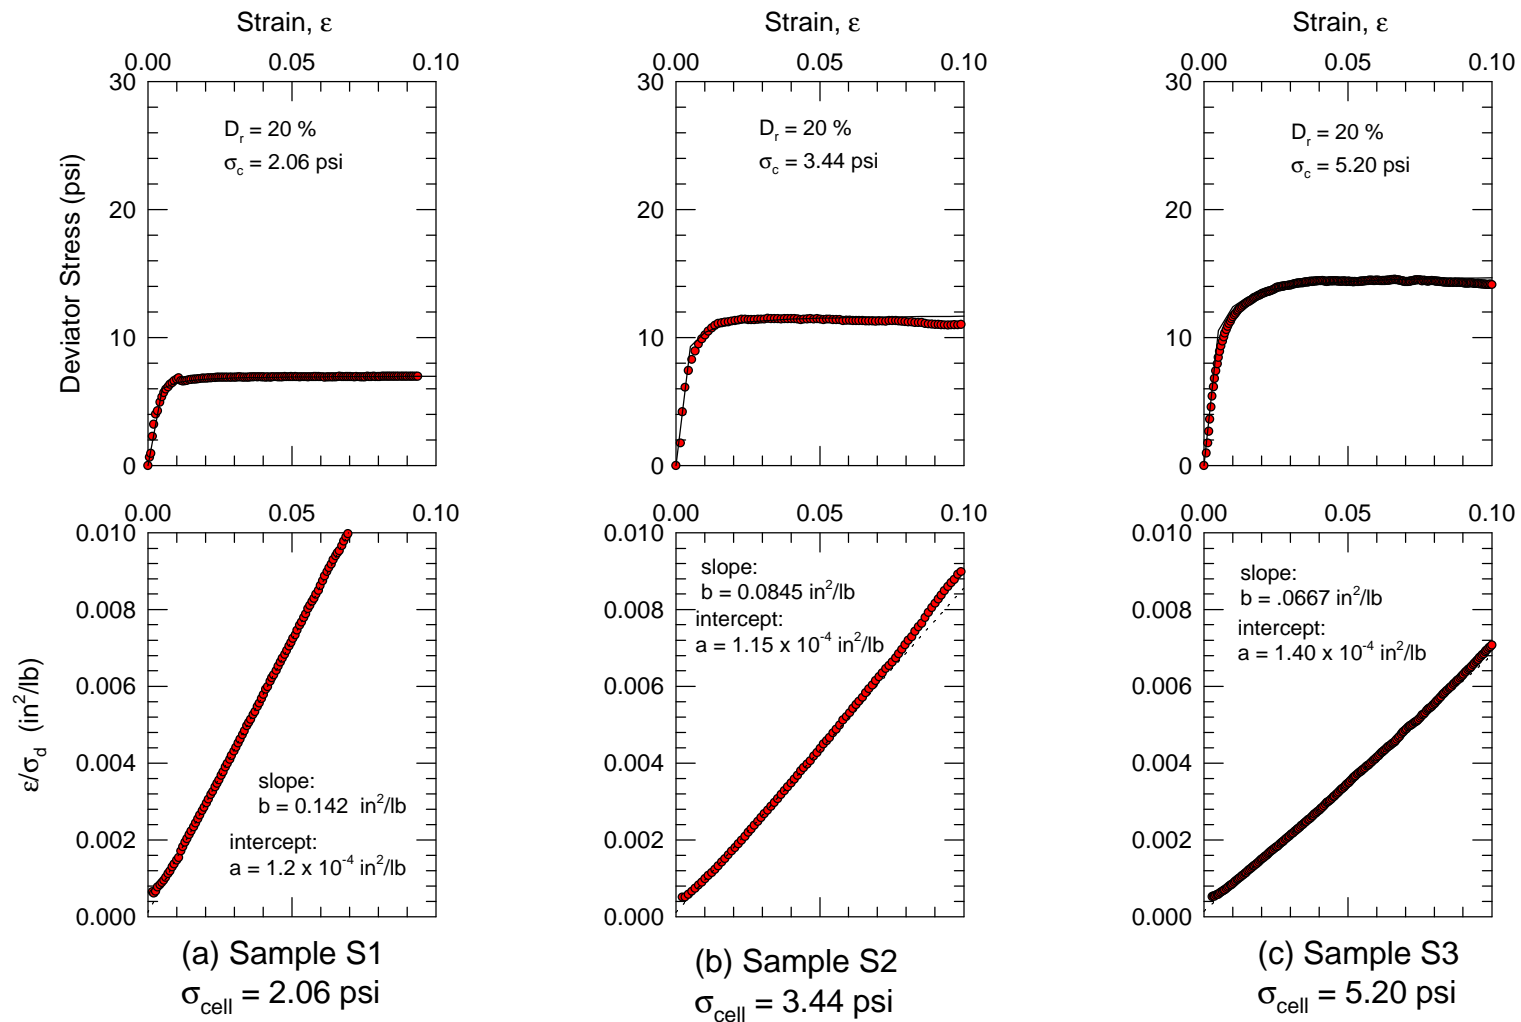 Strain, ε
0.00 0.05 0.10
30
20
10
0
Deviator Stress (psi)
D_r = 20 %
σ_c = 2.06 psi
0.00 0.05 0.10
30
20
10
0
D_r = 20 %
σ_c = 3.44 psi
Strain, ε
0.00 0.05 0.10
30
20
10
0
D_r = 20 %
σ_c = 5.20 psi
0.00 0.05 0.10
0.010
0.008
0.006
0.004
0.002
0.000
ε/σ_d (in²/lb)
slope:
b = 0.142 in²/lb
intercept:
a = 1.2 x 10⁻⁴ in²/lb
(a) Sample S1
σ_cell = 2.06 psi
0.00 0.05 0.10
0.010
0.008
0.006
0.004
0.002
0.000
slope:
b = 0.0845 in²/lb
intercept:
a = 1.15 x 10⁻⁴ in²/lb
(b) Sample S2
σ_cell = 3.44 psi
0.00 0.05 0.10
0.010
0.008
0.006
0.004
0.002
0.000
slope:
b = .0667 in²/lb
intercept:
a = 1.40 x 10⁻⁴ in²/lb
(c) Sample S3
σ_cell = 5.20 psi